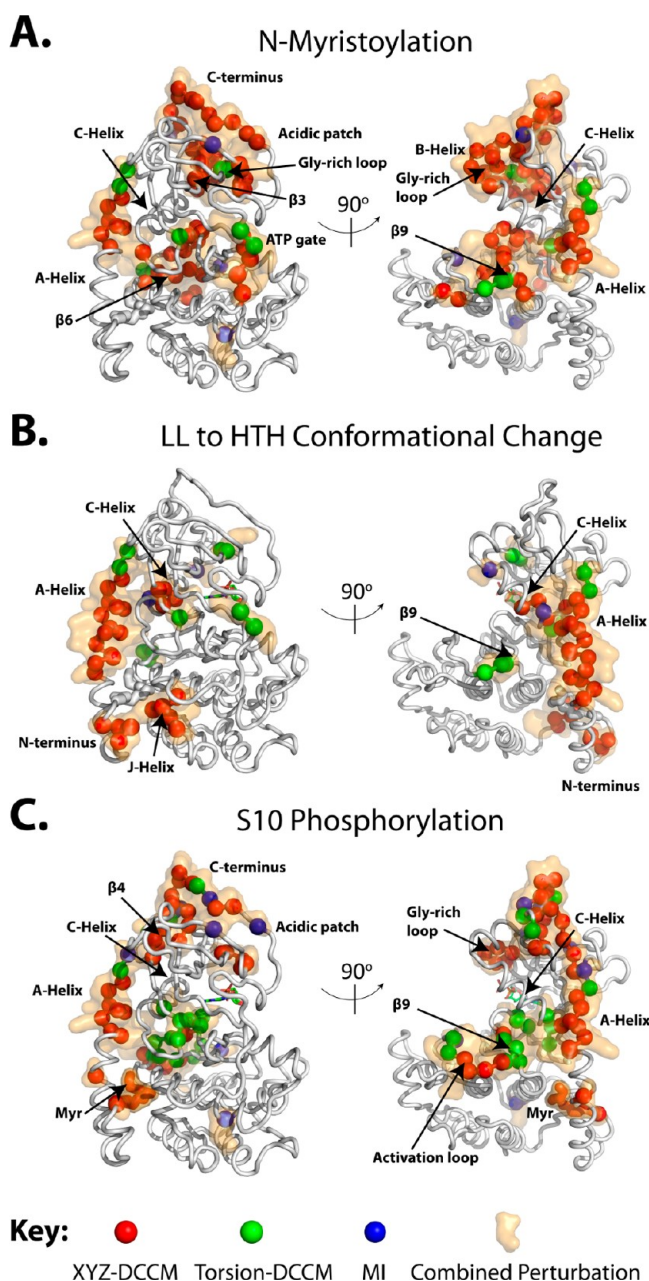 A.
N-Myristoylation
C-terminus
C-Helix
Acidic patch
Gly-rich loop
β3
ATP gate
A-Helix
β6
90º
B-Helix
Gly-rich
loop
C-Helix
β9
A-Helix
B.
LL to HTH Conformational Change
C-Helix
A-Helix
N-terminus
J-Helix
90º
C-Helix
A-Helix
β9
N-terminus
C.
S10 Phosphorylation
C-terminus
β4
Acidic patch
C-Helix
A-Helix
Myr
90º
Gly-rich
loop
C-Helix
β9
A-Helix
Myr
Activation loop
Key:
XYZ-DCCM Torsion-DCCM MI Combined Perturbation